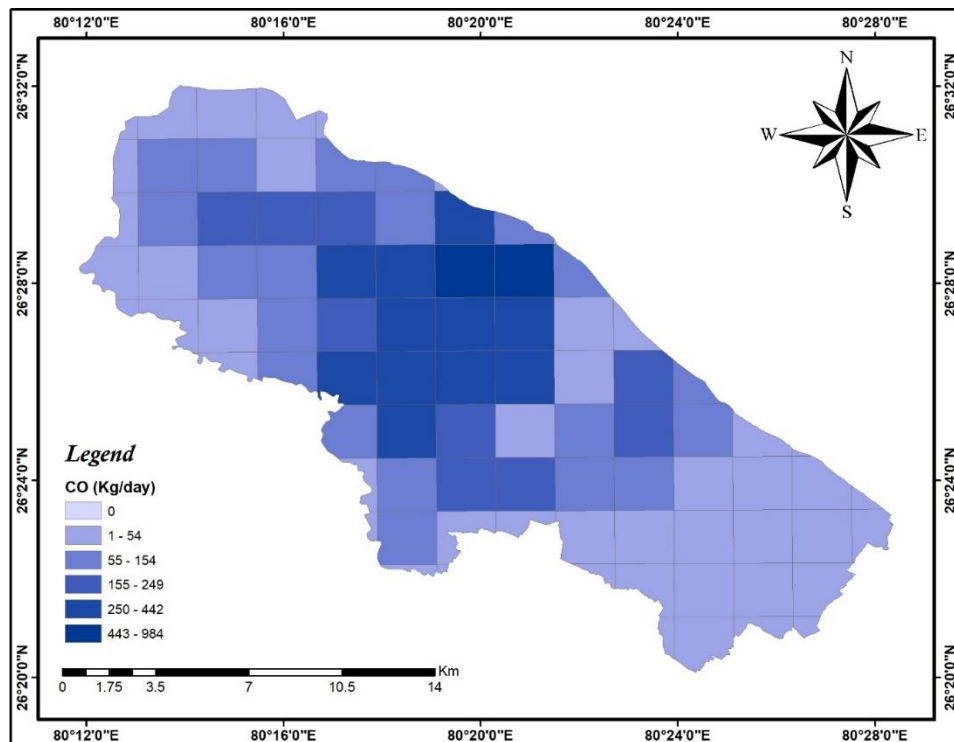 80°12'0"E 80°16'0"E 80°20'0"E 80°24'0"E 80°28'0"E
26°32'0"N 26°32'0"N
N
W E
S
26°28'0"N 26°28'0"N
26°24'0"N 26°24'0"N
Legend
CO (Kg/day)
0
1 - 54
55 - 154
155 - 249
250 - 442
443 - 984
Km
0 1.75 3.5 7 10.5 14
26°20'0"N 26°20'0"N
80°12'0"E 80°16'0"E 80°20'0"E 80°24'0"E 80°28'0"E